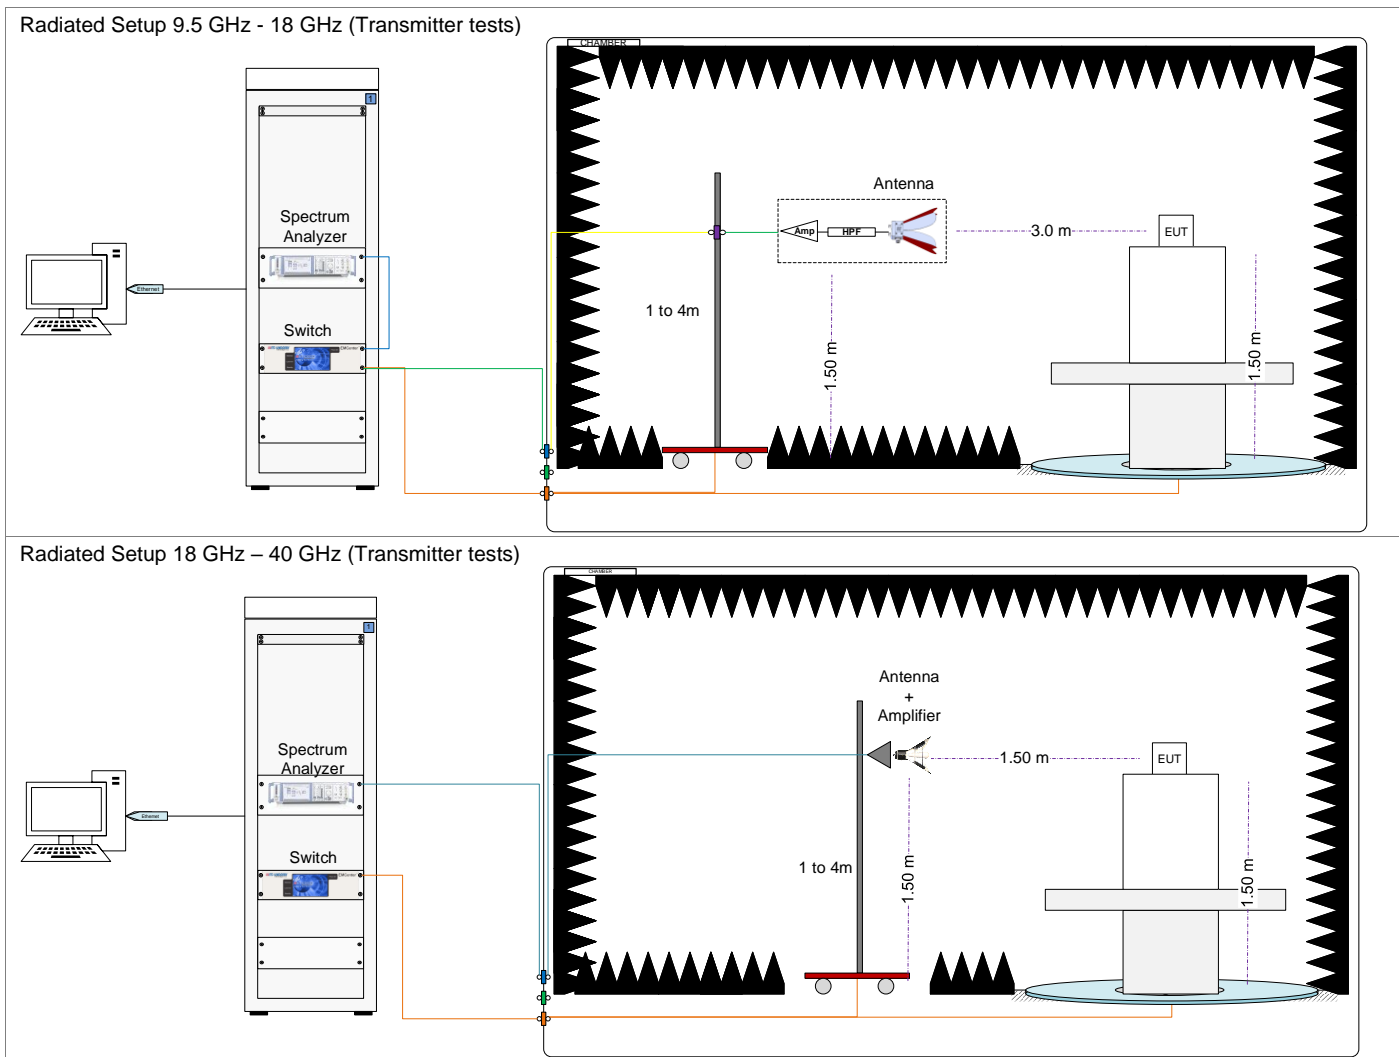 Radiated Setup 9.5 GHz - 18 GHz (Transmitter tests)
CHAMBER
1
Antenna
Spectrum
Analyzer
Amp
HPF
3.0 m
EUT
Ethernet
1 to 4m
Switch
1.50 m
1.50 m
Radiated Setup 18 GHz – 40 GHz (Transmitter tests)
CHAMBER
1
Antenna
+
Amplifier
Spectrum
Analyzer
1.50 m
EUT
Ethernet
Switch
1 to 4m
1.50 m
1.50 m